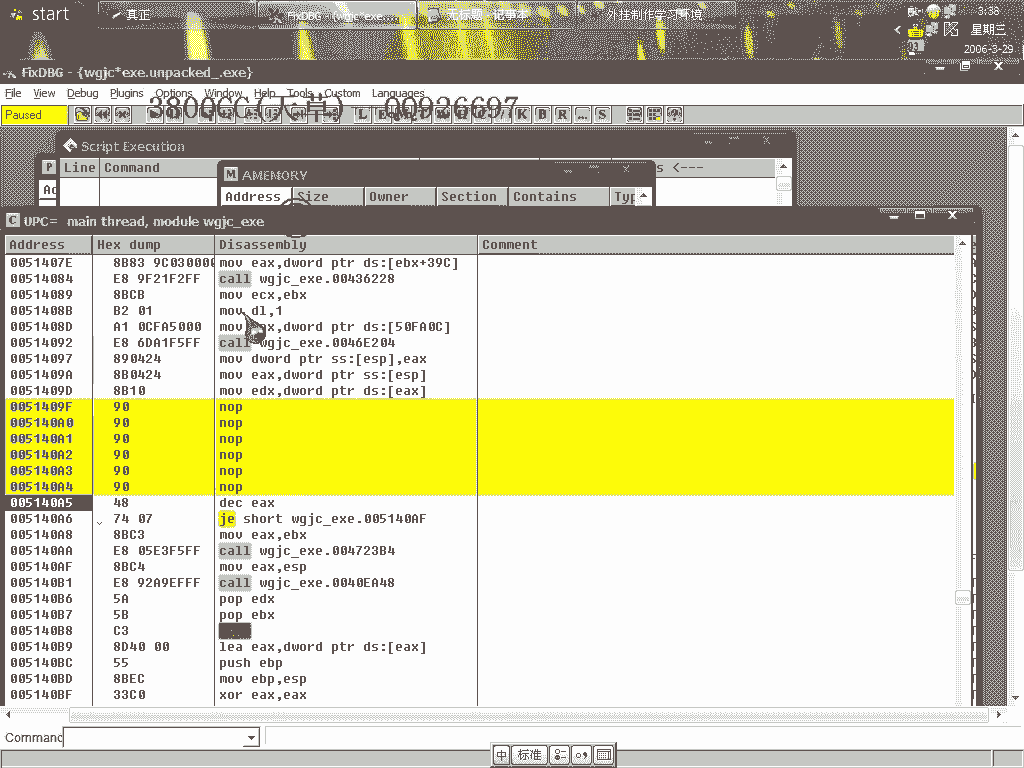 start
真正
FixDBG - {wgjc_exe....
无标题 - 记事本
外挂制作学习环境
3:38
星期三
2006-3-29
FixDBG - {wgjc*exe.unpacked_.exe}
File View Debug Plugins Options Window Help Tools Custom Languages
3800CC(天草) 00926697
Paused
K B R ... S
Script Execution
Line Command
s <---
AMEMORY
Address Size Owner Section Contains Typ
UPC= main thread, module wgjc_exe
Address Hex dump Disassembly Comment
0051407E 8B83 9C030000 mov eax,dword ptr ds:[ebx+39C]
00514084 E8 9F21F2FF call wgjc_exe.00436228
00514089 8BCB mov ecx,ebx
0051408B B2 01 mov dl,1
0051408D A1 0CFA5000 mov ax,dword ptr ds:[50FA0C]
00514092 E8 6DA1F5FF call wgjc_exe.0046E204
00514097 890424 mov dword ptr ss:[esp],eax
0051409A 8B0424 mov eax,dword ptr ss:[esp]
0051409D 8B10 mov edx,dword ptr ds:[eax]
0051409F 90 nop
005140A0 90 nop
005140A1 90 nop
005140A2 90 nop
005140A3 90 nop
005140A4 90 nop
005140A5 48 dec eax
005140A6 74 07 je short wgjc_exe.005140AF
005140A8 8BC3 mov eax,ebx
005140AA E8 05E3F5FF call wgjc_exe.004723B4
005140AF 8BC4 mov eax,esp
005140B1 E8 92A9EFFF call wgjc_exe.0040EA48
005140B6 5A pop edx
005140B7 5B pop ebx
005140B8 C3
005140B9 8D40 00 lea eax,dword ptr ds:[eax]
005140BC 55 push ebp
005140BD 8BEC mov ebp,esp
005140BF 33C0 xor eax,eax
Command
中 标准